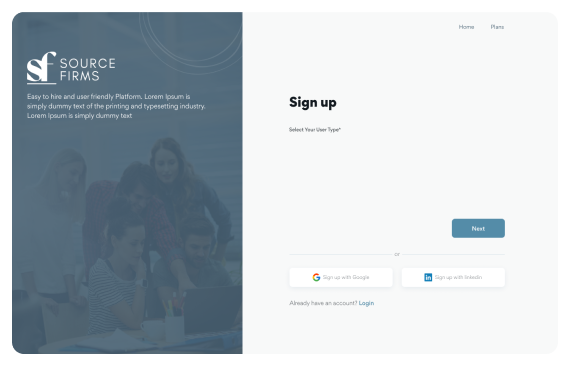 Home Plans
sf SOURCE
FIRMS
Easy to hire and user friendly Platform. Lorem Ipsum is
simply dummy text of the printing and typesetting industry.
Lorem Ipsum is simply dummy text
Sign up
Select Your User Type*
Next
or
Sign up with Google
in Sign up with linkedin
Already have an account? Login